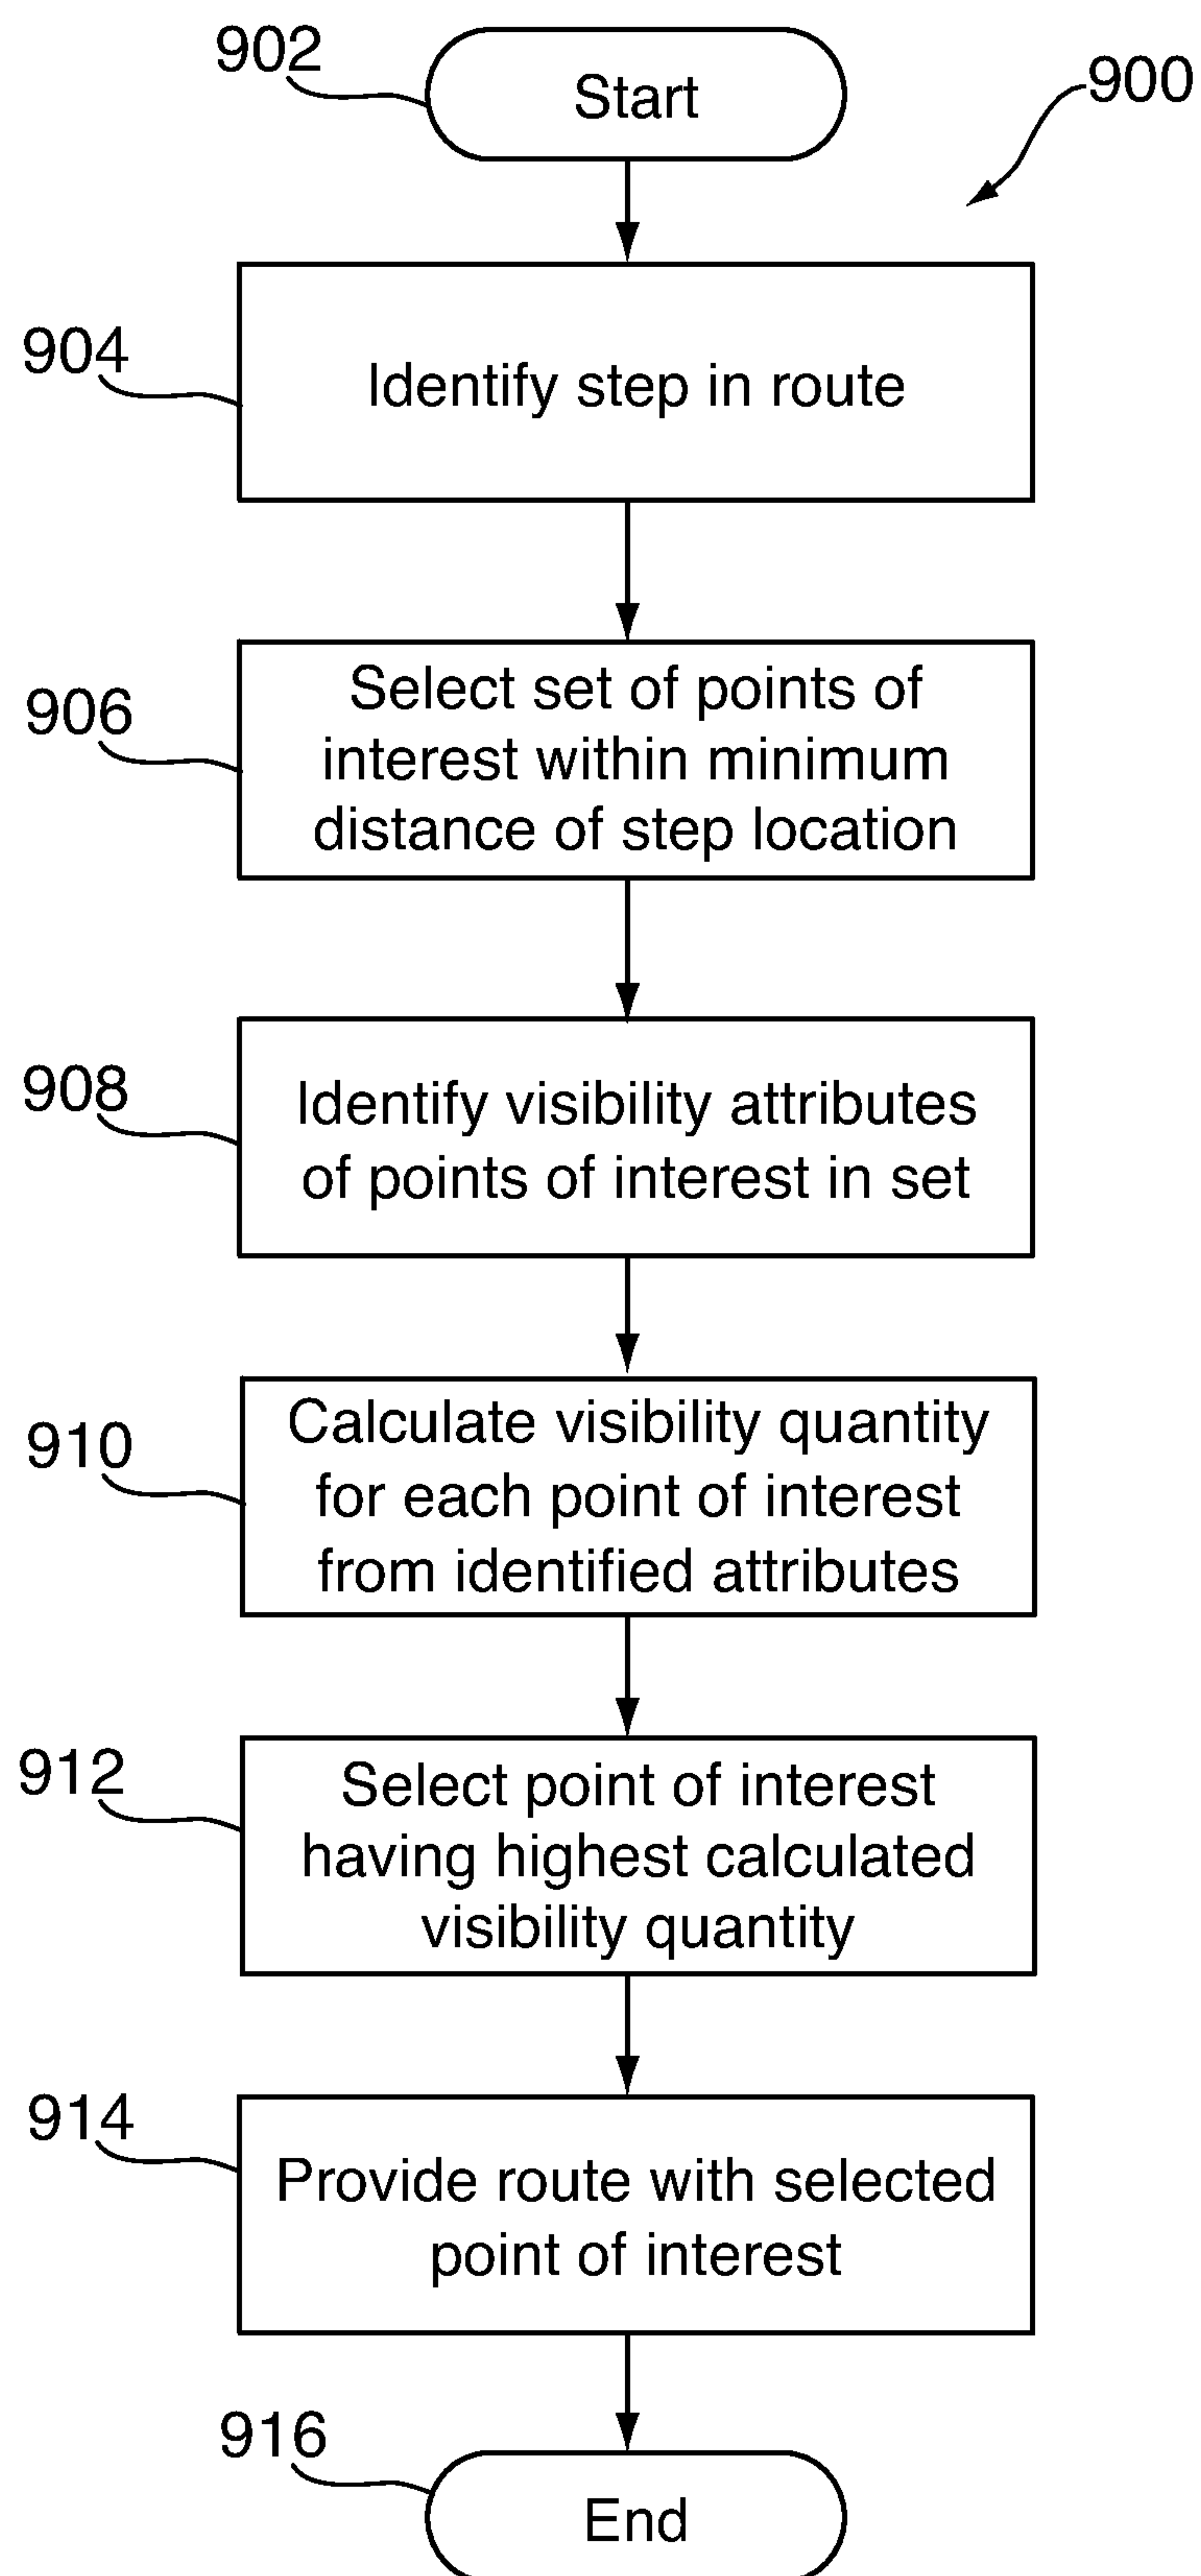 902
Start
900
904
Identify step in route
906
Select set of points of
interest within minimum
distance of step location
908
Identify visibility attributes
of points of interest in set
910
Calculate visibility quantity
for each point of interest
from identified attributes
912
Select point of interest
having highest calculated
visibility quantity
914
Provide route with selected
point of interest
916
End